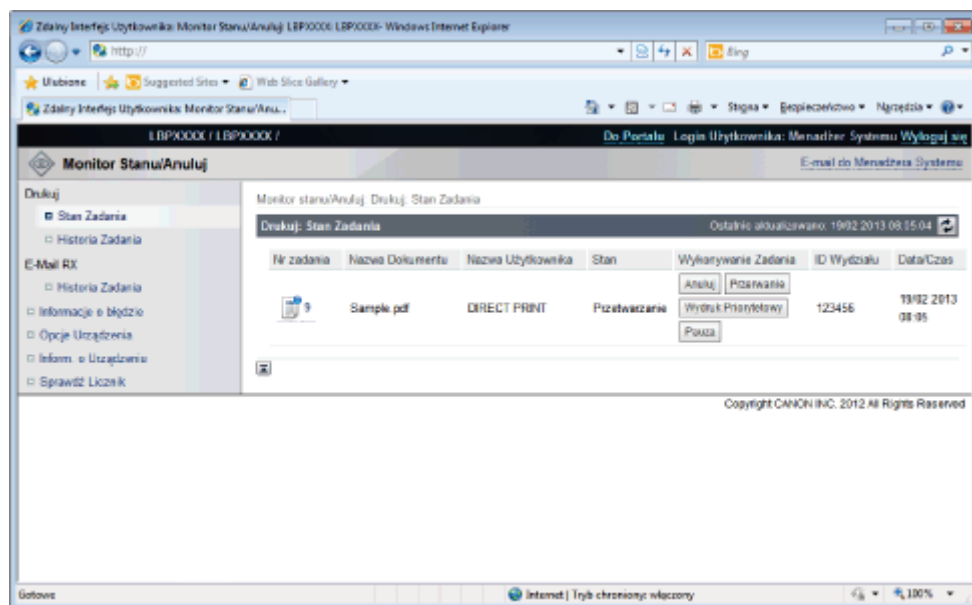 Zdalny Interfejs Użytkownika: Monitor Stanu/Anuluj: LBPXXXX: LBPXXXX- Windows Internet Explorer
http://
Bing
Ulubione Suggested Sites Web Slice Gallery
Zdalny Interfejs Użytkownika: Monitor Stanu/Anu...
Strona Bezpieczeństwo Narzędzia
LBPXXXX / LBPXXXX /
Do Portalu Login Użytkownika: Menadżer Systemu Wyloguj się
Monitor Stanu/Anuluj
E-mail do Menadżera Systemu
Drukuj
Stan Zadania
Historia Zadania
E-Mail RX
Historia Zadania
Informacje o błędzie
Opcje Urządzenia
Inform. o Urządzeniu
Sprawdź Licznik
Monitor stanu/Anuluj: Drukuj: Stan Zadania
Drukuj: Stan Zadania
Ostatnio aktualizowano: 19/02 2013 08:05:04
Nr zadania Nazwa Dokumentu Nazwa Użytkownika Stan Wykonywanie Zadania ID Wydziału Data/Czas
9 Sample.pdf DIRECT PRINT Przetwarzanie
Anuluj Przerwanie
Wydruk Priorytetowy
Pauza
123456
19/02 2013
08:05
Copyright CANON INC. 2012 All Rights Reserved
Gotowe
Internet | Tryb chroniony: włączony
100%